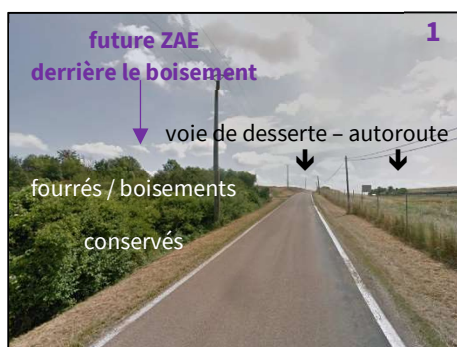 1
future ZAE
derrière le boisement
voie de desserte – autoroute
fourrés / boisements
conservés